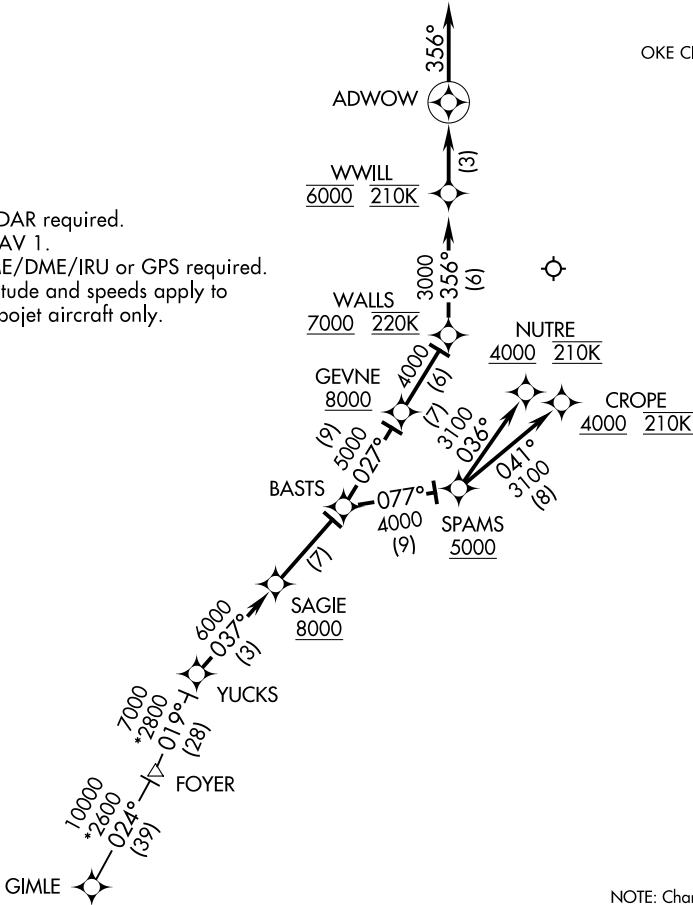 356°
OKE
ADWOW
(3)
WWILL
6000 210K
DAR required.
AV 1.
E/DME/IRU or GPS required.
tude and speeds apply to
bojet aircraft only.
3000
356°
(6)
WALLS
7000 220K
NUTRE
4000 210K
GEVNE
8000
4000
(6)
CROPE
4000 210K
(7)
3100
036°
(9)
5000
027°
041°
3100
(8)
BASTS
077°
4000
(9)
SPAMS
5000
(7)
SAGIE
8000
6000
037°
(3)
YUCKS
7000
*2800
019°
(28)
FOYER
10000
*2600
024°
(39)
GIMLE
NOTE: